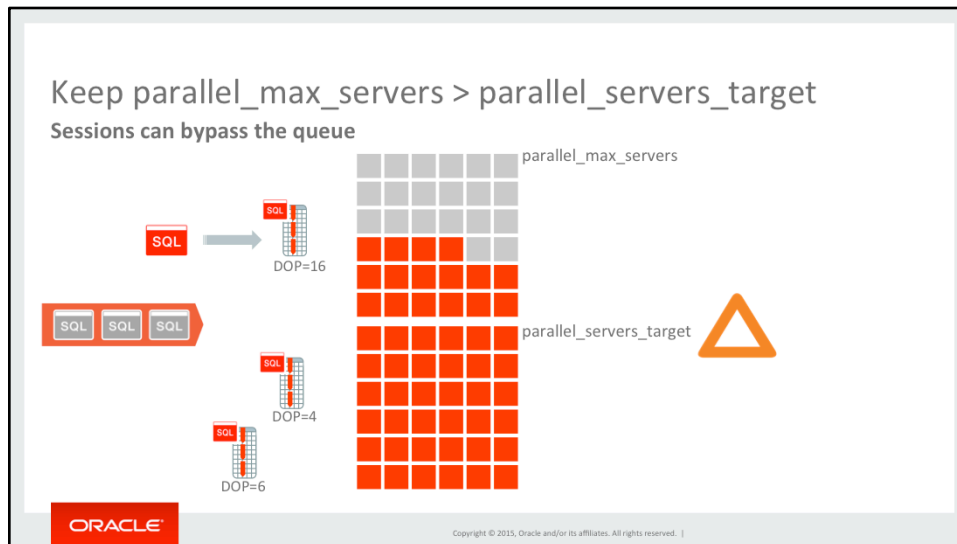 Keep parallel_max_servers > parallel_servers_target
Sessions can bypass the queue
parallel_max_servers
SQL
SQL
DOP=16
SQL SQL SQL
parallel_servers_target
SQL
DOP=4
SQL
DOP=6
ORACLE®
Copyright © 2015, Oracle and/or its affiliates. All rights reserved. |